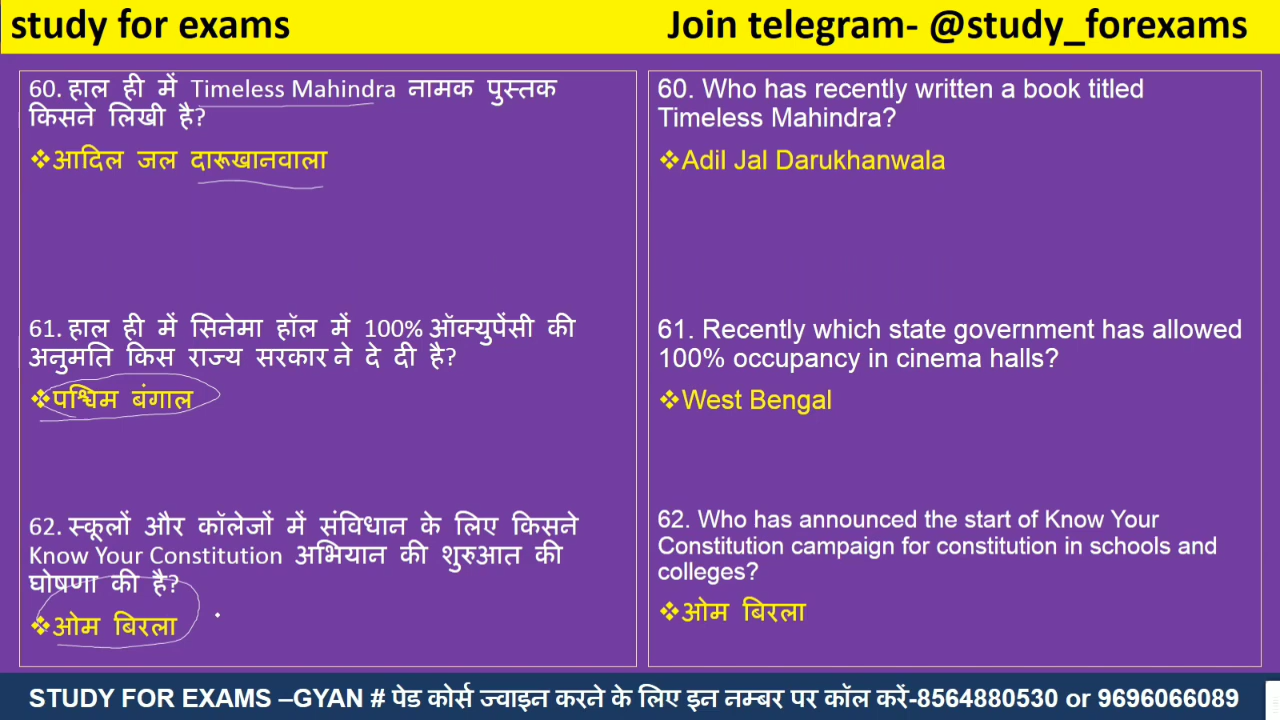 study for exams
Join telegram- @study_forexams
60. हाल ही में Timeless Mahindra नामक पुस्तक
किसने लिखी है?
❖आदिल जल दारूखानवाला
61. हाल ही में सिनेमा हॉल में 100% ऑक्युपेंसी की
अनुमति किस राज्य सरकार ने दे दी है?
❖पश्चिम बंगाल
62. स्कूलों और कॉलेजों में संविधान के लिए किसने
Know Your Constitution अभियान की शुरुआत की
घोषणा की है?
❖ओम बिरला
60. Who has recently written a book titled
Timeless Mahindra?
❖Adil Jal Darukhanwala
61. Recently which state government has allowed
100% occupancy in cinema halls?
❖West Bengal
62. Who has announced the start of Know Your
Constitution campaign for constitution in schools and
colleges?
❖ओम बिरला
STUDY FOR EXAMS –GYAN # पेड कोर्स ज्वाइन करने के लिए इन नम्बर पर कॉल करें-8564880530 or 9696066089